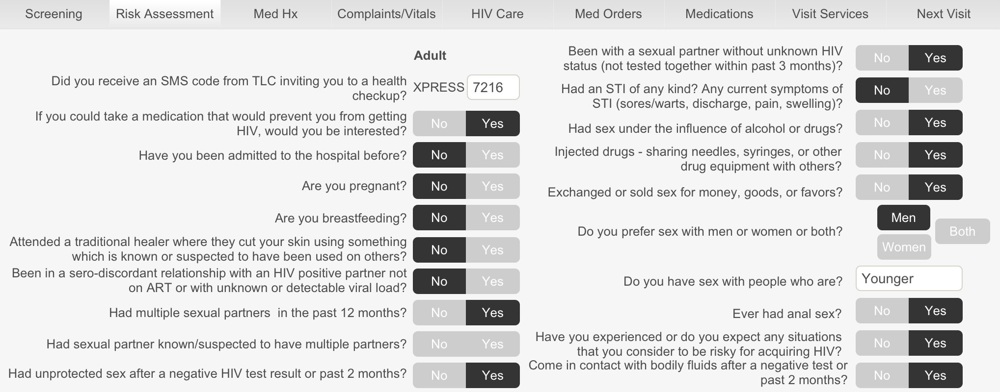 Screening Risk Assessment Med Hx Complaints/Vitals HIV Care Med Orders Medications Visit Services Next Visit
Adult
Did you receive an SMS code from TLC inviting you to a health
checkup?
XPRESS 7216
If you could take a medication that would prevent you from getting
HIV, would you be interested?
No Yes
Have you been admitted to the hospital before? No Yes
Are you pregnant? No Yes
Are you breastfeeding? No Yes
Attended a traditional healer where they cut your skin using something
which is known or suspected to have been used on others?
No Yes
Been in a sero-discordant relationship with an HIV positive partner not
on ART or with unknown or detectable viral load?
No Yes
Had multiple sexual partners  in the past 12 months? No Yes
Had sexual partner known/suspected to have multiple partners? No Yes
Had unprotected sex after a negative HIV test result or past 2 months? No Yes
Been with a sexual partner without unknown HIV
status (not tested together within past 3 months)?
No Yes
Had an STI of any kind? Any current symptoms of
STI (sores/warts, discharge, pain, swelling)?
No Yes
Had sex under the influence of alcohol or drugs? No Yes
Injected drugs - sharing needles, syringes, or other
drug equipment with others?
No Yes
Exchanged or sold sex for money, goods, or favors? No Yes
Do you prefer sex with men or women or both?
Men
Both
Women
Do you have sex with people who are? Younger
Ever had anal sex? No Yes
Have you experienced or do you expect any situations
that you consider to be risky for acquiring HIV?
No Yes
Come in contact with bodily fluids after a negative test or
past 2 months?
No Yes